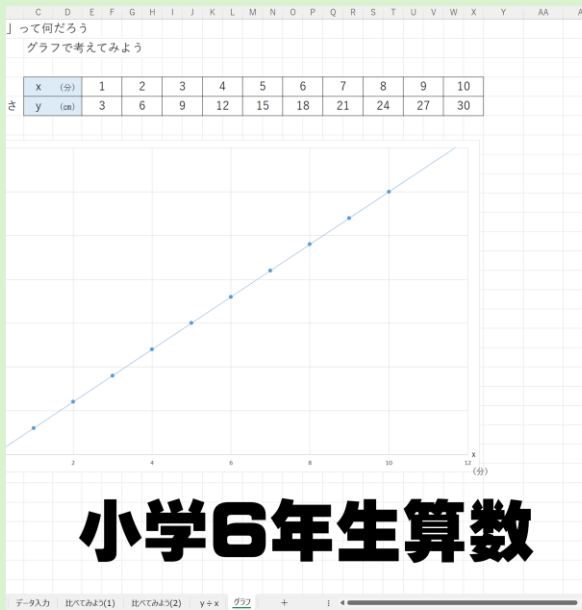 C D E F G H I J K L M N O P Q R S T U V W X Y Z AA
」って何だろう
グラフで考えてみよう
x (分) 1 2 3 4 5 6 7 8 9 10
さ y (㎝) 3 6 9 12 15 18 21 24 27 30
x
2 4 6 8 10 12
(分)
小学6年生算数
データ入力 比べてみよう(1) 比べてみよう(2) y÷x グラフ +